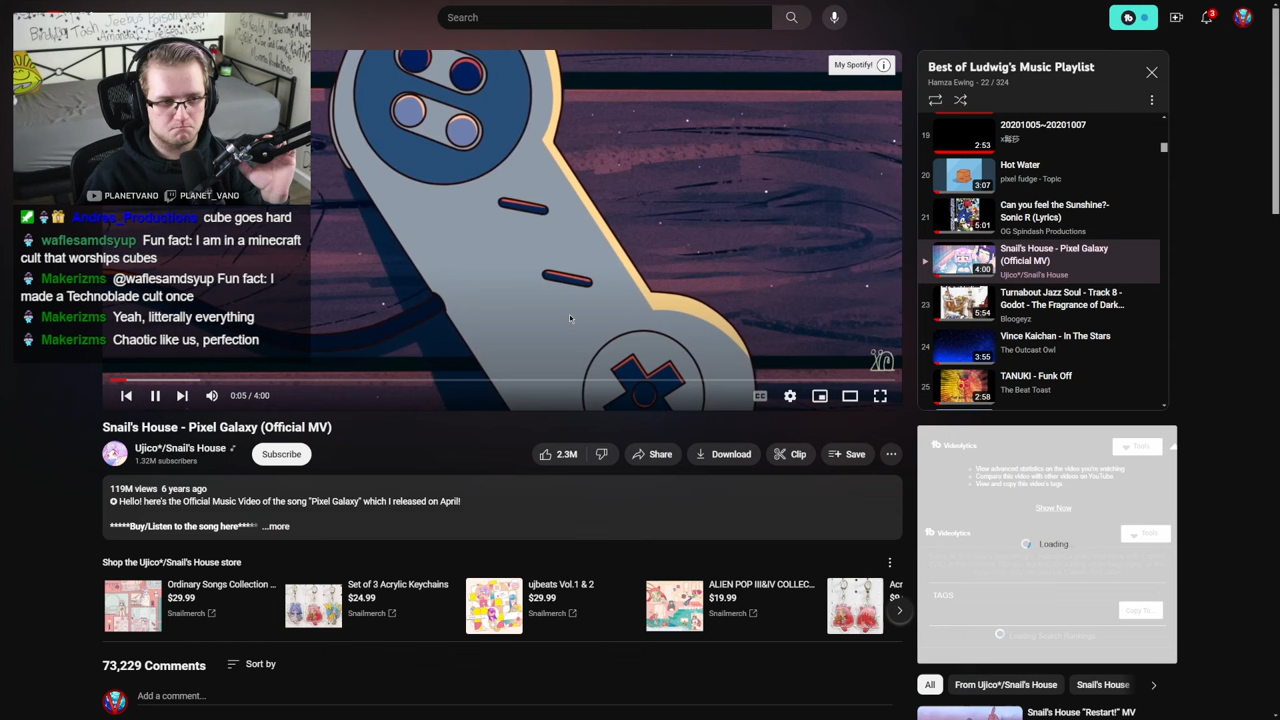 Search
3
My Spotify!
PLANETVANO PLANET_VANO
Andres_Productions cube goes hard
waflesamdsyup Fun fact: I am in a minecraft
cult that worships cubes
Makerizms @waflesamdsyup Fun fact: I
made a Technoblade cult once
Makerizms Yeah, litterally everything
Makerizms Chaotic like us, perfection
0:05 / 4:00
Snail's House - Pixel Galaxy (Official MV)
Ujico*/Snail's House
1.32M subscribers
Subscribe
2.3M
Share
Download
Clip
Save
119M views 6 years ago
✪ Hello! here's the Official Music Video of the song "Pixel Galaxy" which I released on April!
*****Buy/Listen to the song here***** ...more
Shop the Ujico*/Snail's House store
Ordinary Songs Collection ...
$29.99
Snailmerch
Set of 3 Acrylic Keychains
$24.99
Snailmerch
ujbeats Vol.1 & 2
$29.99
Snailmerch
ALIEN POP III&IV COLLEC...
$19.99
Snailmerch
73,229 Comments
Sort by
Add a comment...
Best of Ludwig's Music Playlist
Hamza Ewing - 22 / 324
19
2:53
20201005~20201007
20
3:07
Hot Water
pixel fudge - Topic
21
5:01
Can you feel the Sunshine?-
Sonic R (Lyrics)
OG Spindash Productions
4:00
Snail's House - Pixel Galaxy
(Official MV)
Ujico*/Snail's House
23
5:54
Turnabout Jazz Soul - Track 8 -
Godot - The Fragrance of Dark...
Bloogeyz
24
3:55
Vince Kaichan - In The Stars
The Outcast Owl
25
2:58
TANUKI - Funk Off
The Beat Toast
Videolytics
Tools
View advanced statistics on the video you're watching
Compare this video with other videos on YouTube
View and copy this video's tags
Show Now
Videolytics
Tools
Loading...
TAGS
Copy To...
Loading Search Rankings
All
From Ujico*/Snail's House
Snail's House
Snail's House "Restart!" MV